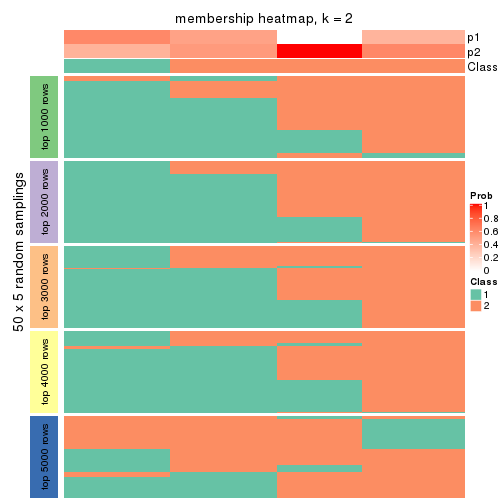 membership heatmap, k = 2
p1
p2
Class
50 x 5 random samplings
top 1000 rows
top 2000 rows
top 3000 rows
top 4000 rows
top 5000 rows
Prob
1
0.8
0.6
0.4
0.2
0
Class
1
2